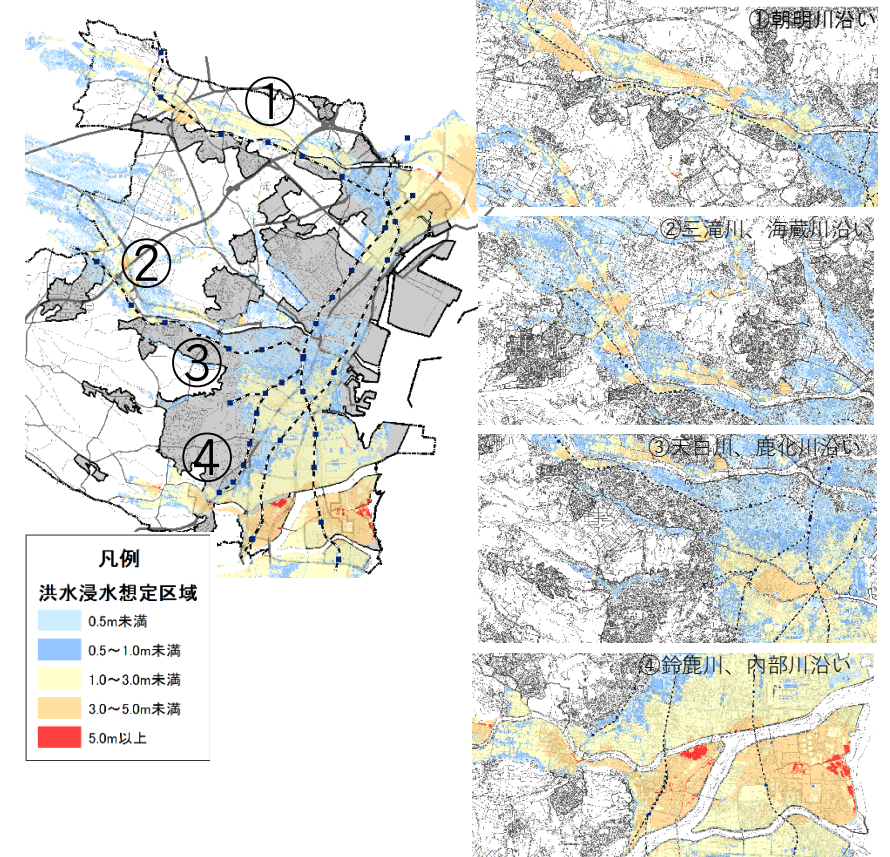 ①
②
③
④
凡例
洪水浸水想定区域
0.5m未満
0.5～1.0m未満
1.0～3.0m未満
3.0～5.0m未満
5.0m以上
①朝明川沿い
②三滝川、海蔵川沿い
③天白川、鹿化川沿い
④鈴鹿川、内部川沿い